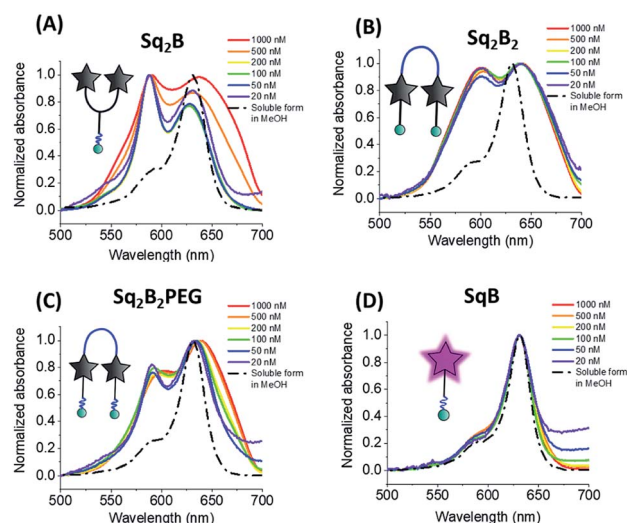 (A)
Sq₂B
Normalized absorbance
1.0
0.8
0.6
0.4
0.2
0.0
500 550 600 650 700
Wavelength (nm)
1000 nM
500 nM
200 nM
100 nM
50 nM
20 nM
Soluble form
in MeOH
(B)
Sq₂B₂
Normalized absorbance
1.0
0.8
0.6
0.4
0.2
0.0
500 550 600 650 700
Wavelength (nm)
1000 nM
500 nM
200 nM
100 nM
50 nM
20 nM
Soluble form
in MeOH
(C)
Sq₂B₂PEG
Normalized absorbance
1.0
0.8
0.6
0.4
0.2
0.0
500 550 600 650 700
Wavelength (nm)
1000 nM
500 nM
200 nM
100 nM
50 nM
20 nM
Soluble form
in MeOH
(D)
SqB
Normalized absorbance
1.0
0.8
0.6
0.4
0.2
0.0
500 550 600 650 700
Wavelength (nm)
1000 nM
500 nM
200 nM
100 nM
50 nM
20 nM
Soluble form
in MeOH